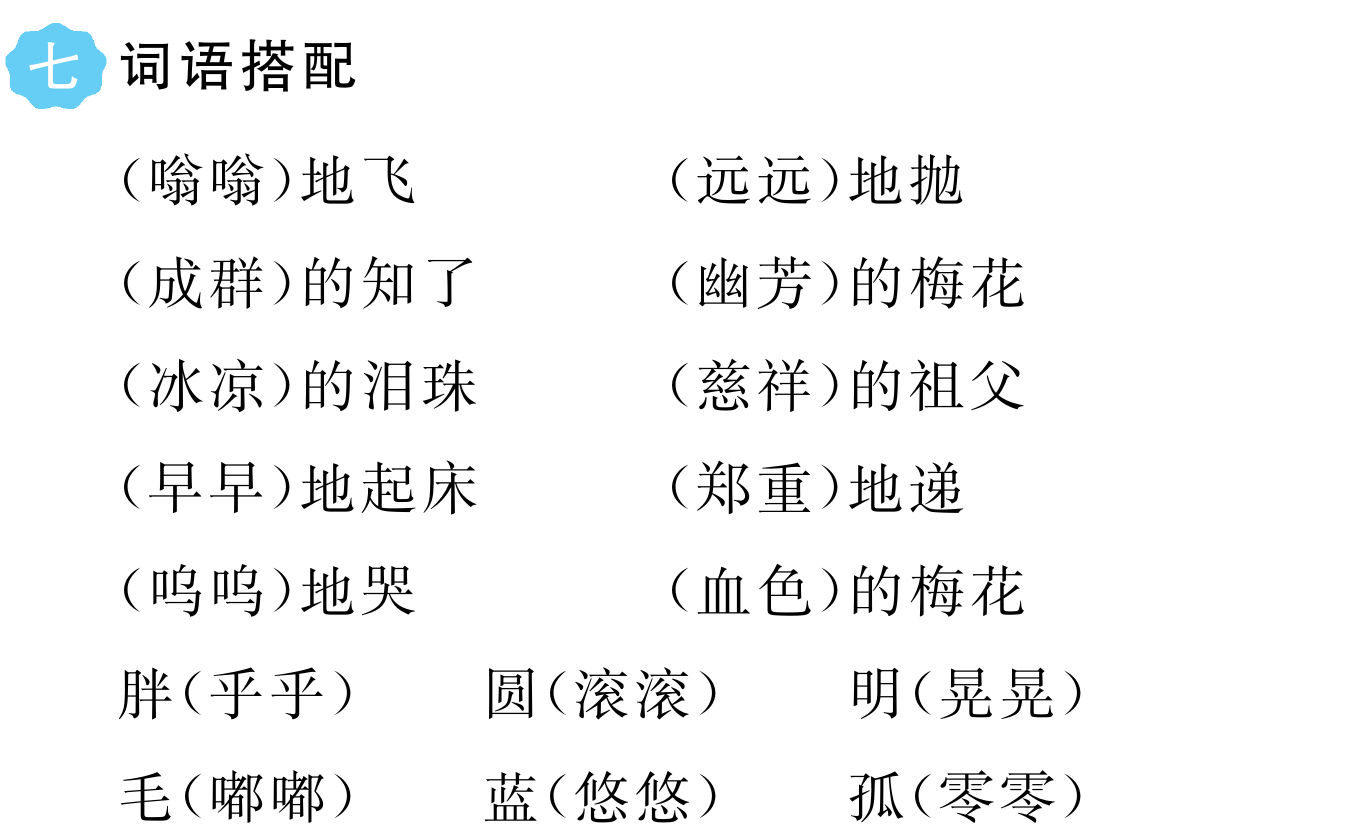 七 词语搭配
（嗡嗡）地飞 （远远）地抛
（成群）的知了 （幽芳）的梅花
（冰凉）的泪珠 （慈祥）的祖父
（早早）地起床 （郑重）地递
（呜呜）地哭 （血色）的梅花
胖（乎乎） 圆（滚滚） 明（晃晃）
毛（嘟嘟） 蓝（悠悠） 孤（零零）